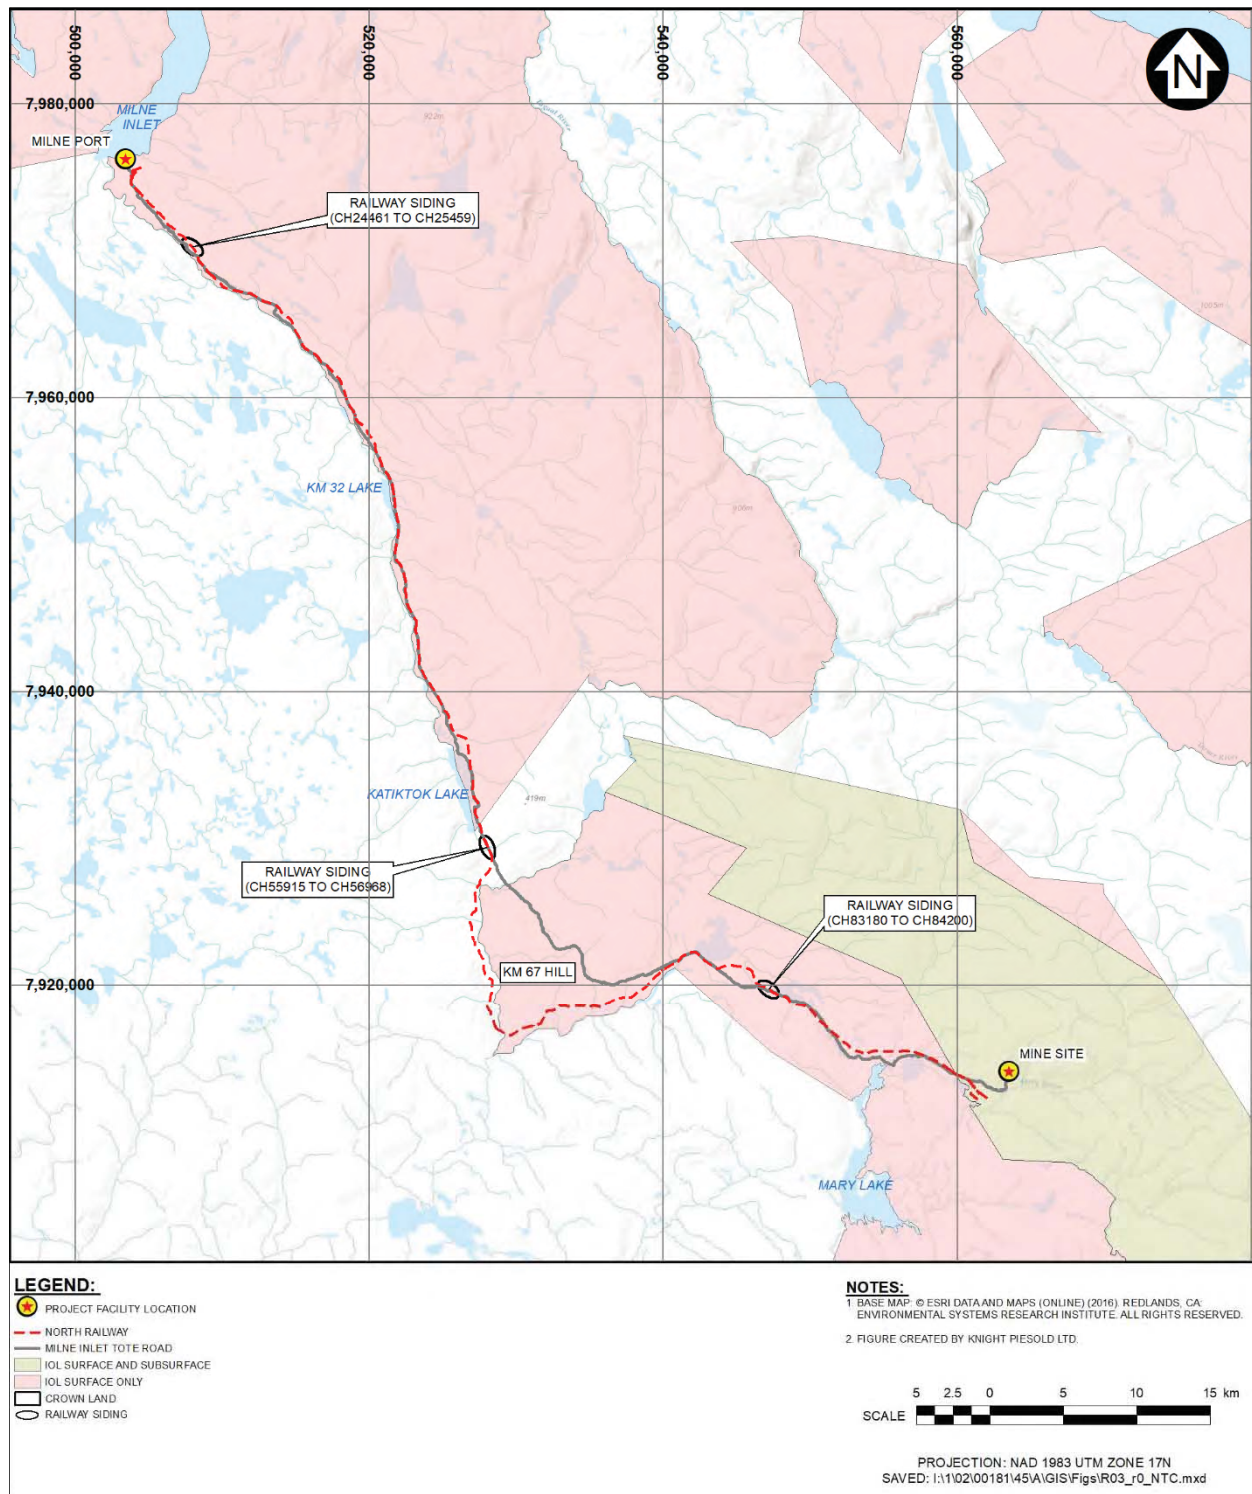 500,000
520,000
540,000
560,000
N
7,980,000
MILNE
INLET
MILNE PORT
922m
RAILWAY SIDING
(CH24461 TO CH25459)
1005m
7,960,000
KM 32 LAKE
906m
7,940,000
KATIKTOK LAKE
419m
RAILWAY SIDING
(CH55915 TO CH56968)
RAILWAY SIDING
(CH83180 TO CH84200)
KM 67 HILL
7,920,000
MINE SITE
MARY LAKE
LEGEND:
PROJECT FACILITY LOCATION
NORTH RAILWAY
MILNE INLET TOTE ROAD
IOL SURFACE AND SUBSURFACE
IOL SURFACE ONLY
CROWN LAND
RAILWAY SIDING
NOTES:
1. BASE MAP: © ESRI DATA AND MAPS (ONLINE) (2016). REDLANDS, CA:
ENVIRONMENTAL SYSTEMS RESEARCH INSTITUTE. ALL RIGHTS RESERVED.
2. FIGURE CREATED BY KNIGHT PIESOLD LTD.
5 2.5 0 5 10 15 km
SCALE
PROJECTION: NAD 1983 UTM ZONE 17N
SAVED: I:\1\02\00181\45\A\GIS\Figs\R03_r0_NTC.mxd